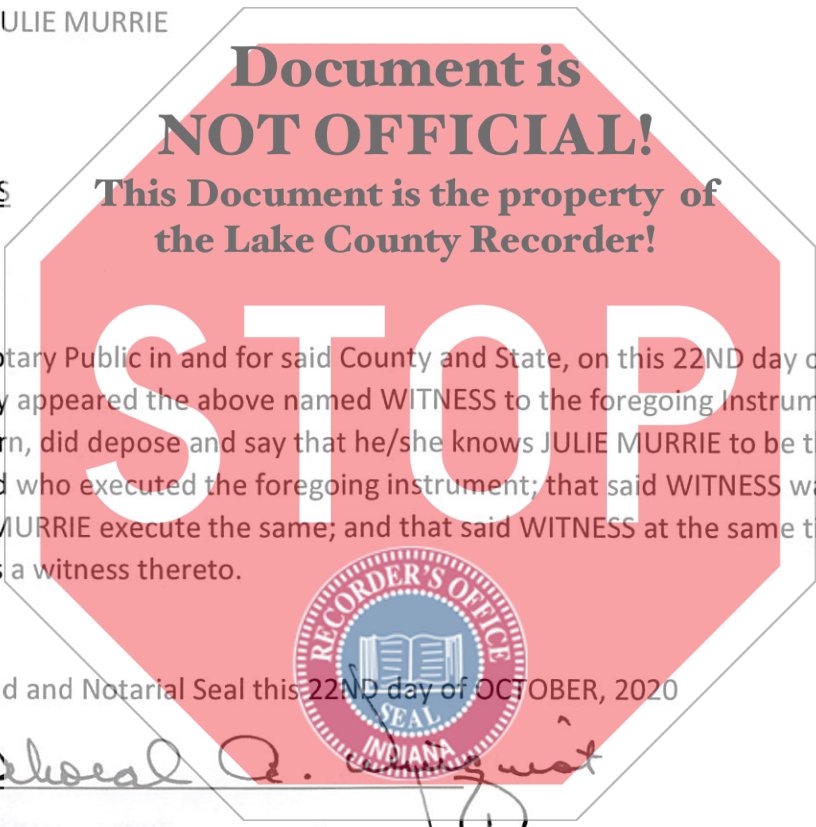 ULIE MURRIE
Document is
NOT OFFICIAL!
This Document is the property of
the Lake County Recorder!
STOP
tary Public in and for said County and State, on this 22ND day o
y appeared the above named WITNESS to the foregoing Instrum
rn, did depose and say that he/she knows JULIE MURRIE to be t
d who executed the foregoing instrument; that said WITNESS wa
MURRIE execute the same; and that said WITNESS at the same ti
s a witness thereto.
RECORDER'S OFFICE
SEAL
INDIANA
d and Notarial Seal this 22ND day of OCTOBER, 2020